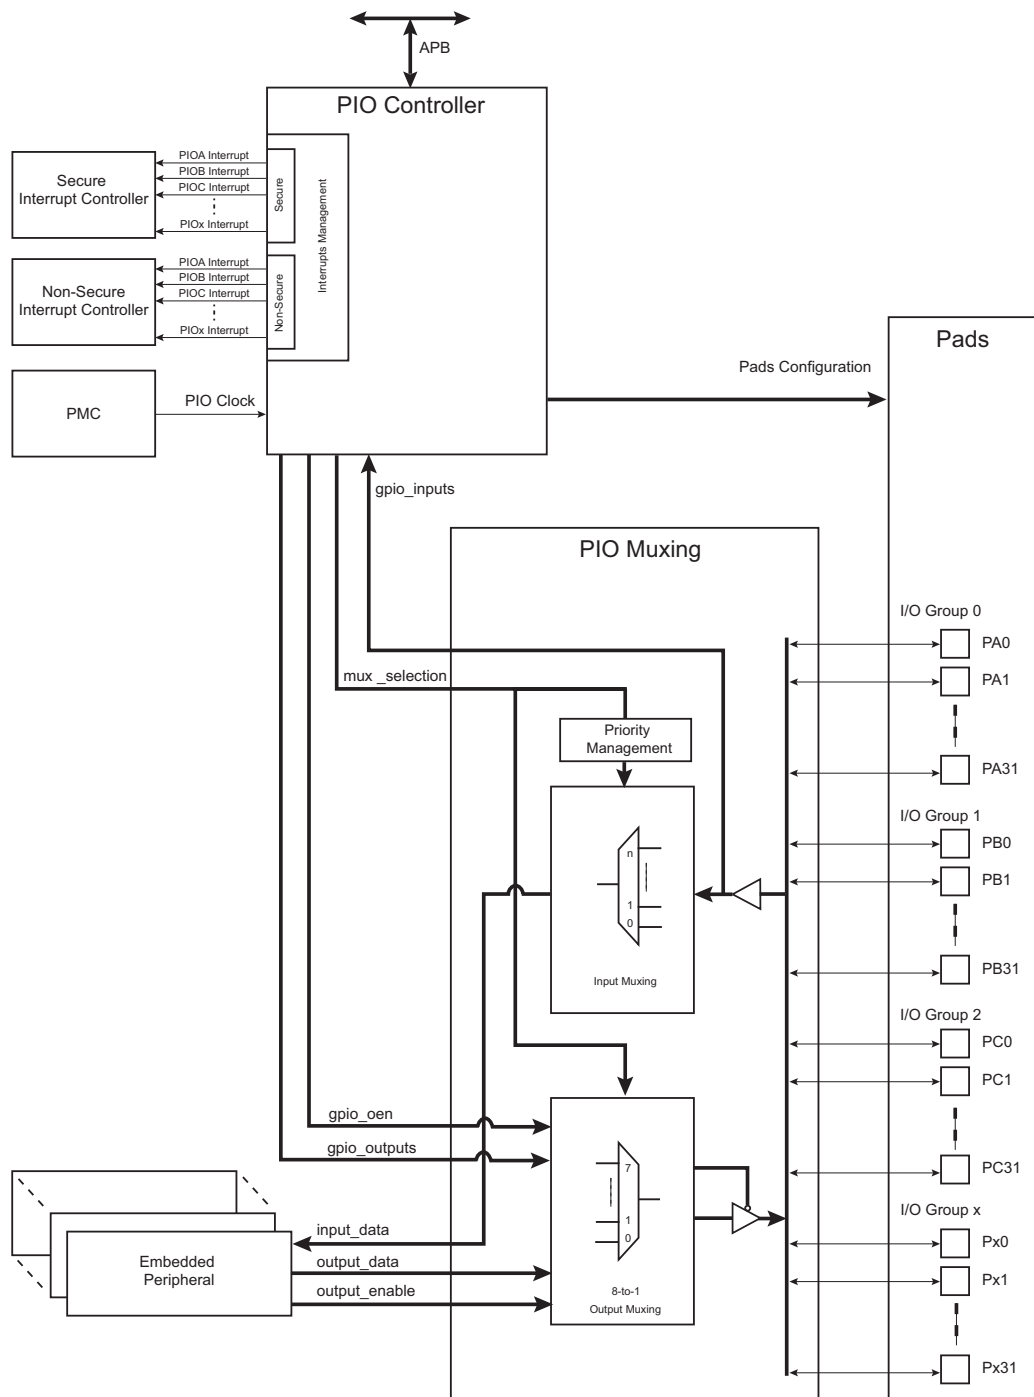 APB
PIO Controller
PIOA Interrupt
PIOB Interrupt
PIOC Interrupt
PIOx Interrupt
Secure
Interrupt Controller
Secure
Interrupts Management
PIOA Interrupt
PIOB Interrupt
PIOC Interrupt
PIOx Interrupt
Non-Secure
Interrupt Controller
Non-Secure
PMC
PIO Clock
Pads Configuration
Pads
gpio_inputs
PIO Muxing
mux _selection
Priority
Management
n
1
0
Input Muxing
gpio_oen
gpio_outputs
7
1
0
8-to-1
Output Muxing
input_data
output_data
output_enable
Embedded
Peripheral
I/O Group 0
PA0
PA1
PA31
I/O Group 1
PB0
PB1
PB31
I/O Group 2
PC0
PC1
PC31
I/O Group x
Px0
Px1
Px31